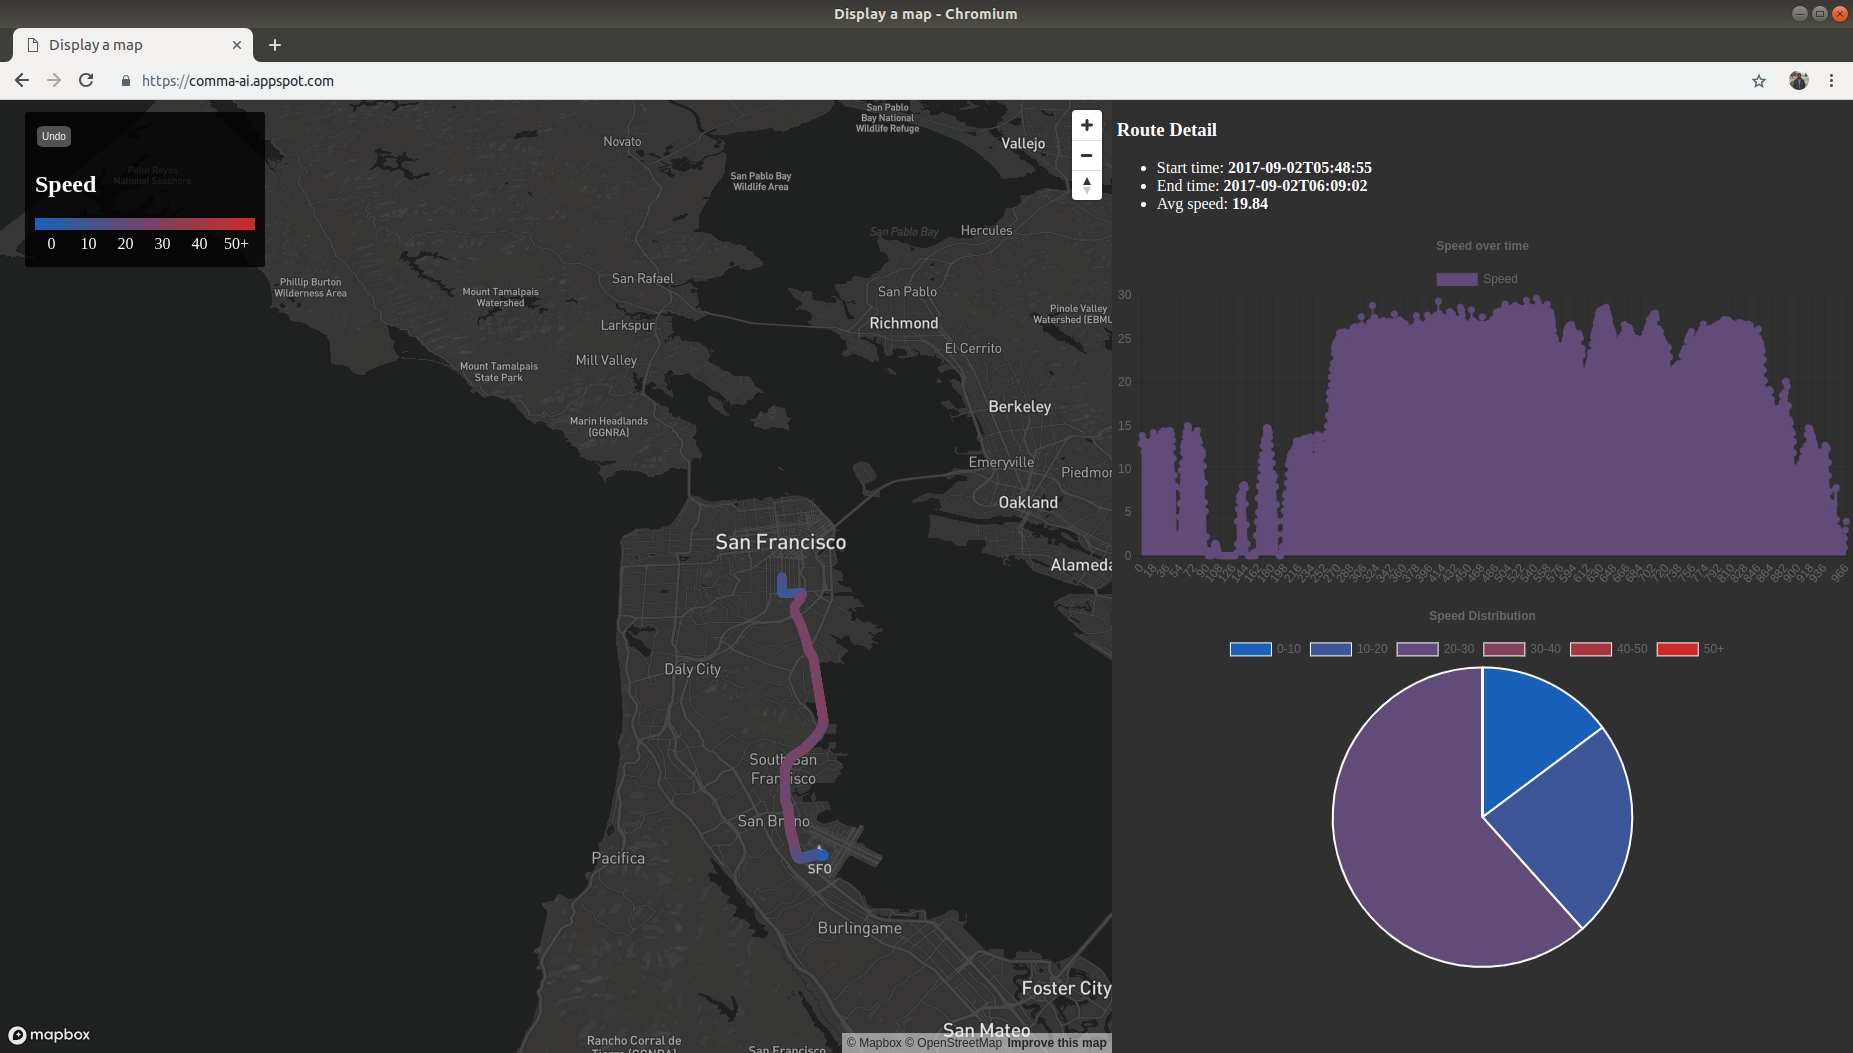 Display a map - Chromium
Display a map
https://comma-ai.appspot.com
Undo
Speed
0 10 20 30 40 50+
Point Reyes
National Seashore
Novato
San Pablo
Bay National
Wildlife Refuge
Vallejo
San Pablo Bay
Wildlife Area
San Pablo Bay
Hercules
Phillip Burton
Wilderness Area
Mount Tamalpais
Watershed
San Rafael
San Pablo
Pinole Valley
Watershed (EBMU
Larkspur
Richmond
Mill Valley
El Cerrito
Mount Tamalpais
State Park
Berkeley
Marin Headlands
(GGNRA)
Emeryville
Piedmon
Oakland
San Francisco
Alameda
Daly City
South San
Francisco
San Bruno
Pacifica
SFO
Burlingame
Foster City
San Mateo
Rancho Corral de
Tierra (GGNRA)
San Francisco
mapbox
© Mapbox © OpenStreetMap Improve this map
Route Detail
Start time: 2017-09-02T05:48:55
End time: 2017-09-02T06:09:02
Avg speed: 19.84
Speed over time
Speed
30
25
20
15
10
5
0
0 18 36 54 72 90 108 126 144 162 180 198 216 234 252 270 288 306 324 342 360 378 396 414 432 450 468 486 504 522 540 558 576 594 612 630 648 666 684 702 720 738 756 774 792 810 828 846 864 882 900 918 936 966
Speed Distribution
0-10 10-20 20-30 30-40 40-50 50+